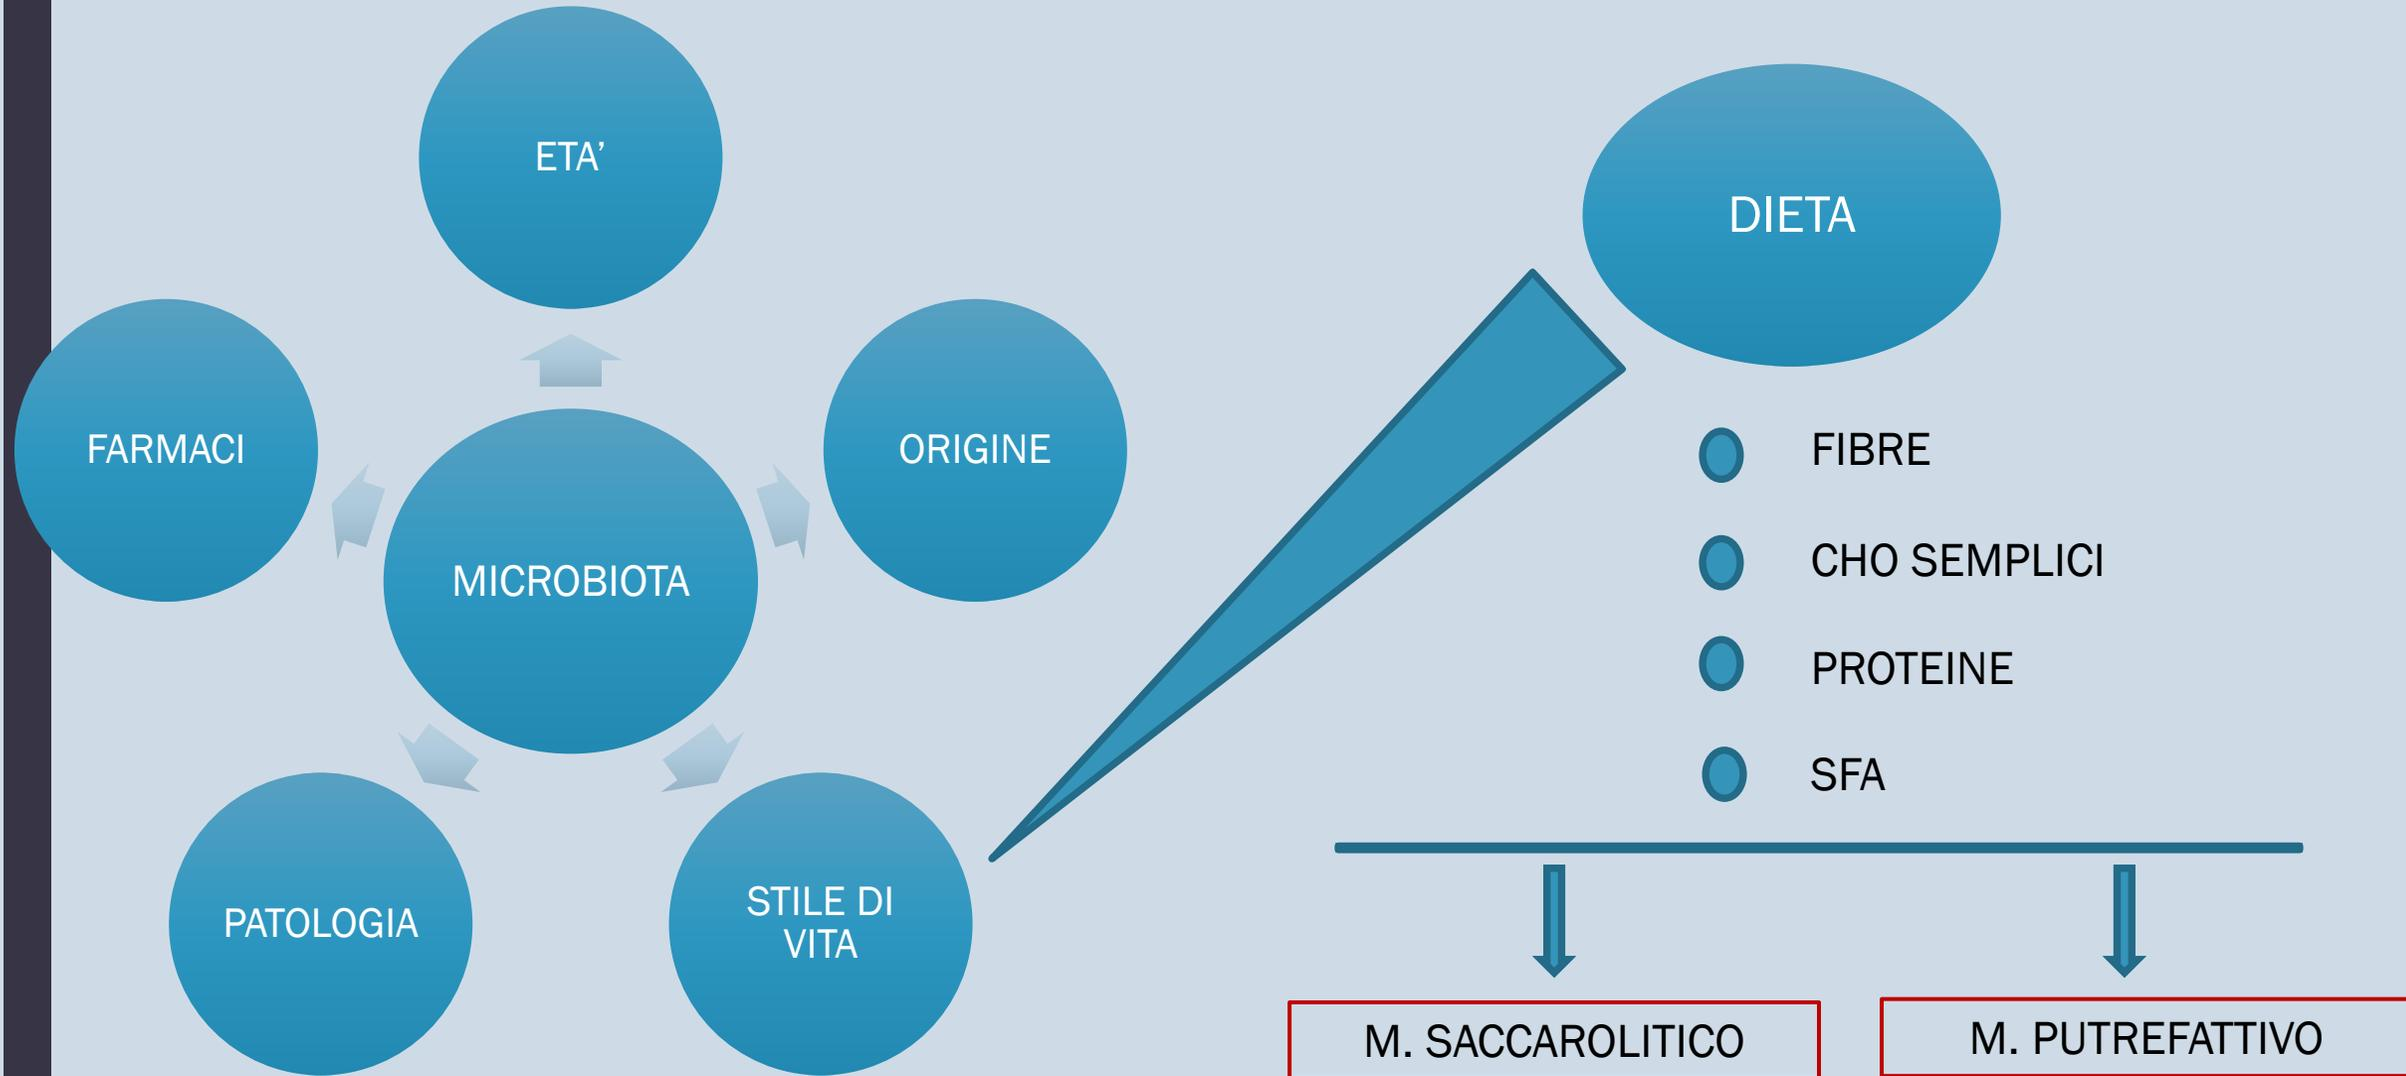 ETA’
FARMACI
ORIGINE
MICROBIOTA
PATOLOGIA
STILE DI
VITA
DIETA
FIBRE
CHO SEMPLICI
PROTEINE
SFA
M. SACCAROLITICO
M. PUTREFATTIVO